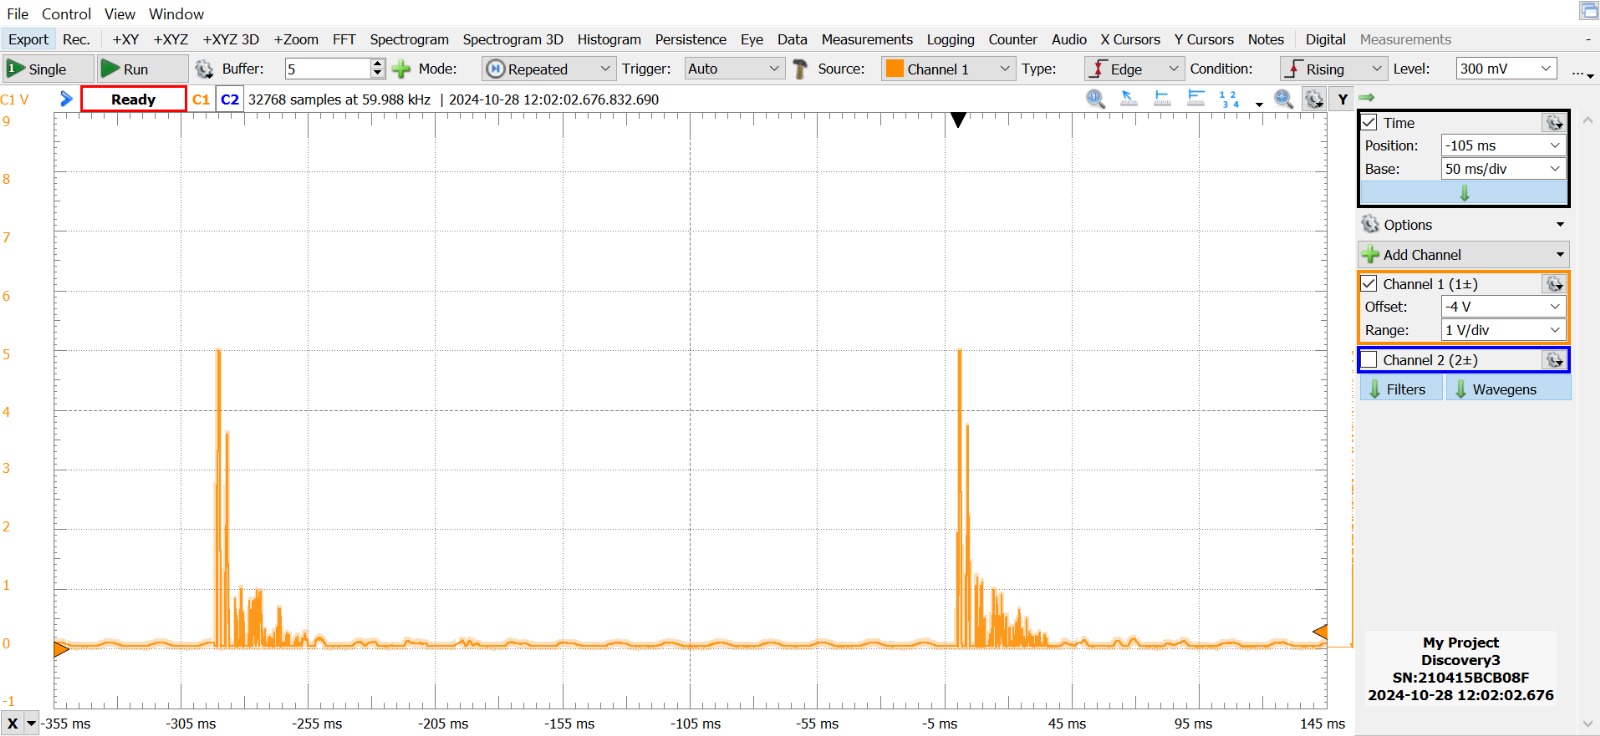 File Control View Window
Export Rec. +XY +XYZ +XYZ 3D +Zoom FFT Spectrogram Spectrogram 3D Histogram Persistence Eye Data Measurements Logging Counter Audio X Cursors Y Cursors Notes Digital Measurements -
1 Single Run Buffer: 5 Mode: Repeated Trigger: Auto Source: Channel 1 Type: Edge Condition: Rising Level: 300 mV ...
C1 V Ready C1 C2 32768 samples at 59.988 kHz | 2024-10-28 12:02:02.676.832.690 1 2 3 4 Y
9
8
7
6
5
4
3
2
1
0
-1
X -355 ms -305 ms -255 ms -205 ms -155 ms -105 ms -55 ms -5 ms 45 ms 95 ms 145 ms
Time
Position: -105 ms
Base: 50 ms/div
Options
Add Channel
Channel 1 (1±)
Offset: -4 V
Range: 1 V/div
Channel 2 (2±)
Filters Wavegens
My Project
Discovery3
SN:210415BCB08F
2024-10-28 12:02:02.676